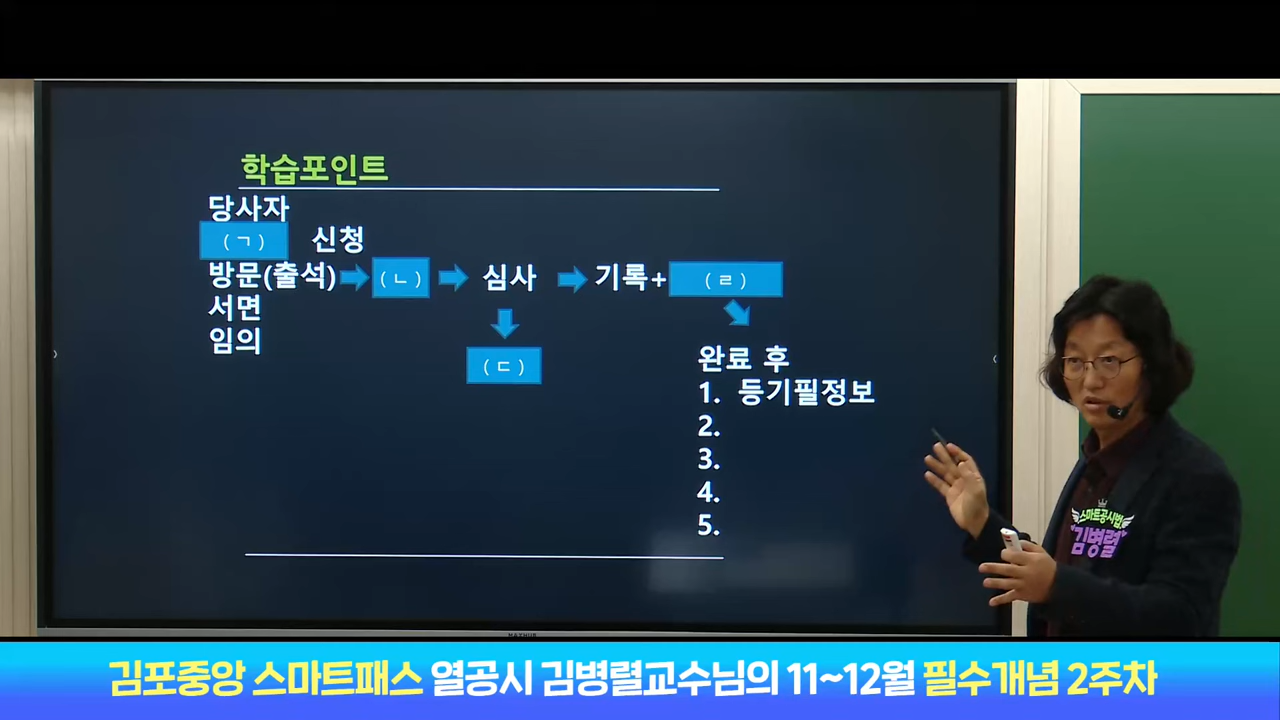 학습포인트
당사자
(ㄱ) 신청
방문(출석) (ㄴ) 심사 기록+ (ㄹ)
서면
임의
(ㄷ)
완료 후
1. 등기필정보
2.
3.
4.
5.
스마트공시법
김병렬
김포중앙 스마트패스 열공시 김병렬교수님의 11~12월 필수개념 2주차